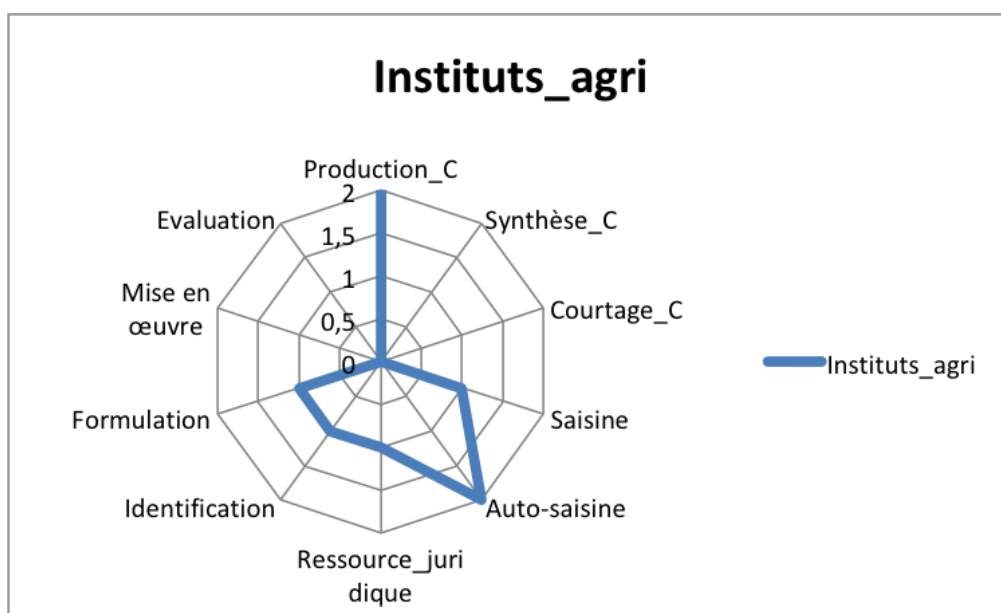 Instituts_agri
Production_C
2
Evaluation
Synthèse_C
1,5
Mise en
œuvre
1
Courtage_C
0,5
0
Instituts_agri
Formulation
Saisine
Identification
Auto-saisine
Ressource_juri
dique